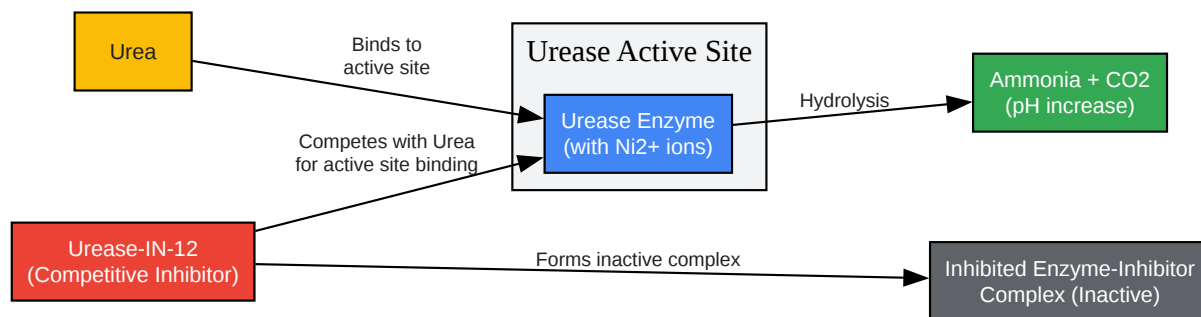 Urea
Binds to
active site
Urease Active Site
Urease Enzyme
(with Ni2+ ions)
Hydrolysis
Ammonia + CO2
(pH increase)
Competes with Urea
for active site binding
Urease-IN-12
(Competitive Inhibitor)
Forms inactive complex
Inhibited Enzyme-Inhibitor
Complex (Inactive)